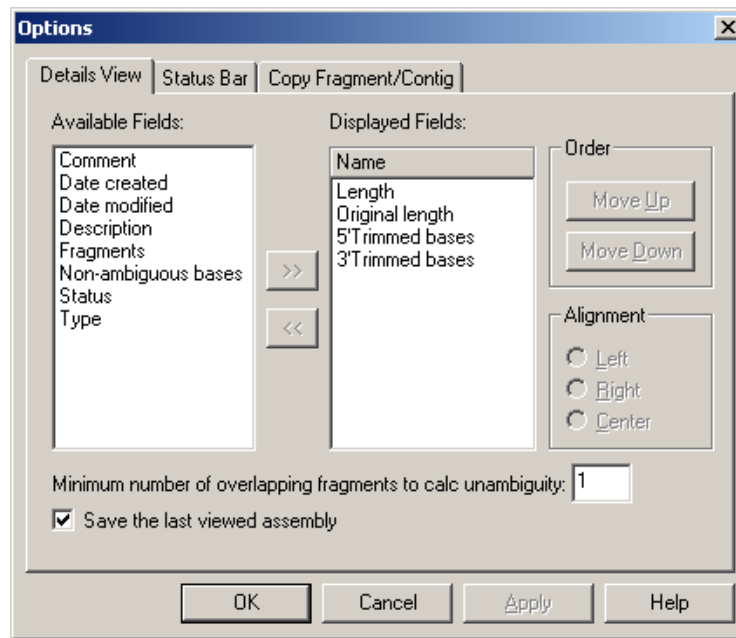 Options
Details View
Status Bar
Copy Fragment/Contig
Available Fields:
Comment
Date created
Date modified
Description
Fragments
Non-ambiguous bases
Status
Type
>>
<<
Displayed Fields:
Name
Length
Original length
5'Trimmed bases
3'Trimmed bases
Order
Move Up
Move Down
Alignment
Left
Right
Center
Minimum number of overlapping fragments to calc unambiguity: 1
Save the last viewed assembly
OK
Cancel
Apply
Help